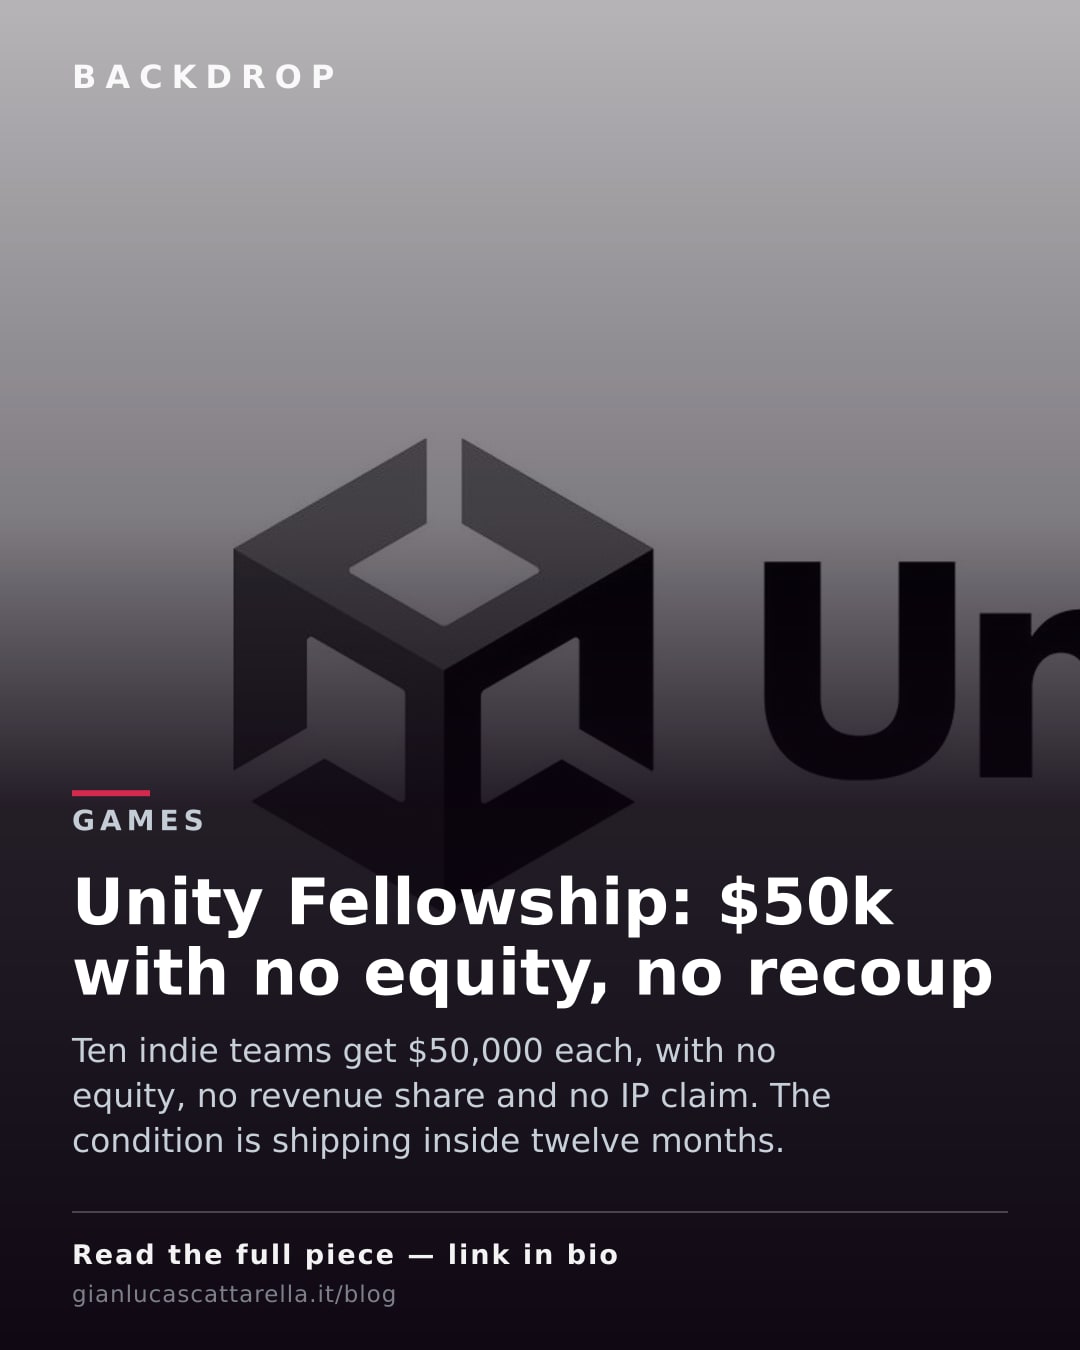 BACKDROP
Un
GAMES
Unity Fellowship: $50k
with no equity, no recoup
Ten indie teams get $50,000 each, with no
equity, no revenue share and no IP claim. The
condition is shipping inside twelve months.
Read the full piece — link in bio
gianlucascattarella.it/blog